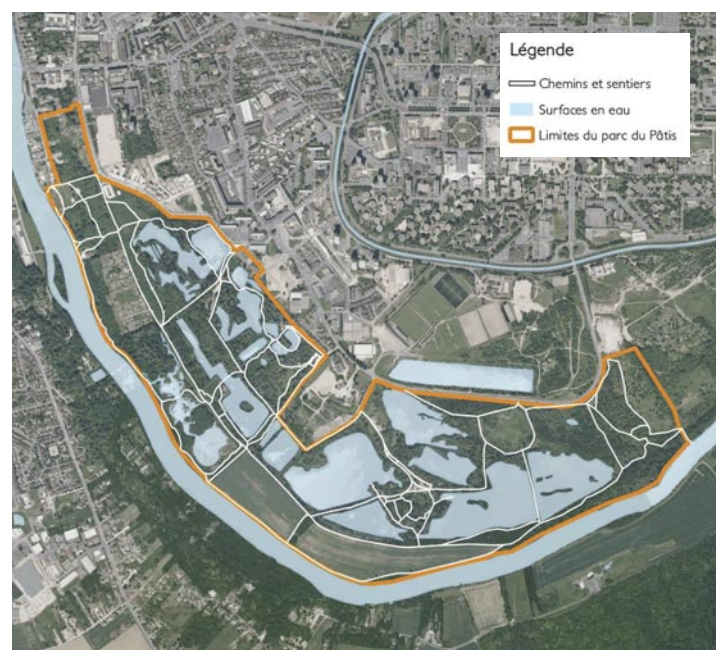 Légende
Chemins et sentiers
Surfaces en eau
Limites du parc du Pâtis